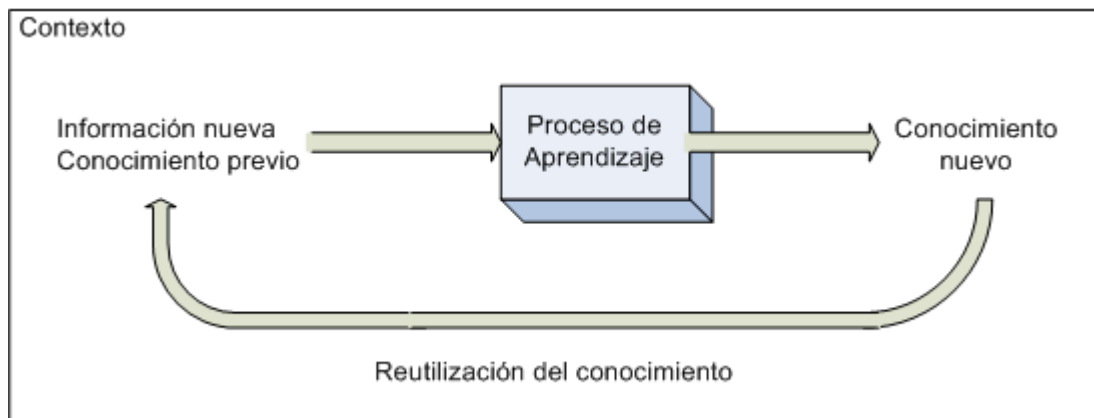 Contexto
Información nueva
Conocimiento previo
Proceso de
Aprendizaje
Conocimiento
nuevo
Reutilización del conocimiento